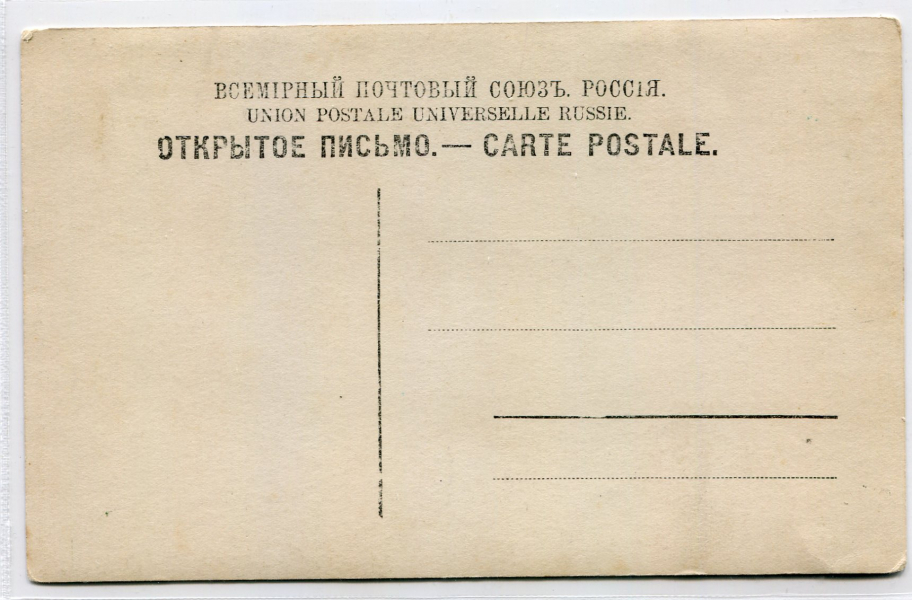 ВСЕМІРНЫЙ ПОЧТОВЫЙ СОЮЗЪ. РОССІЯ.
UNION POSTALE UNIVERSELLE RUSSIE.
ОТКРЫТОЕ ПИСЬМО.— CARTE POSTALE.